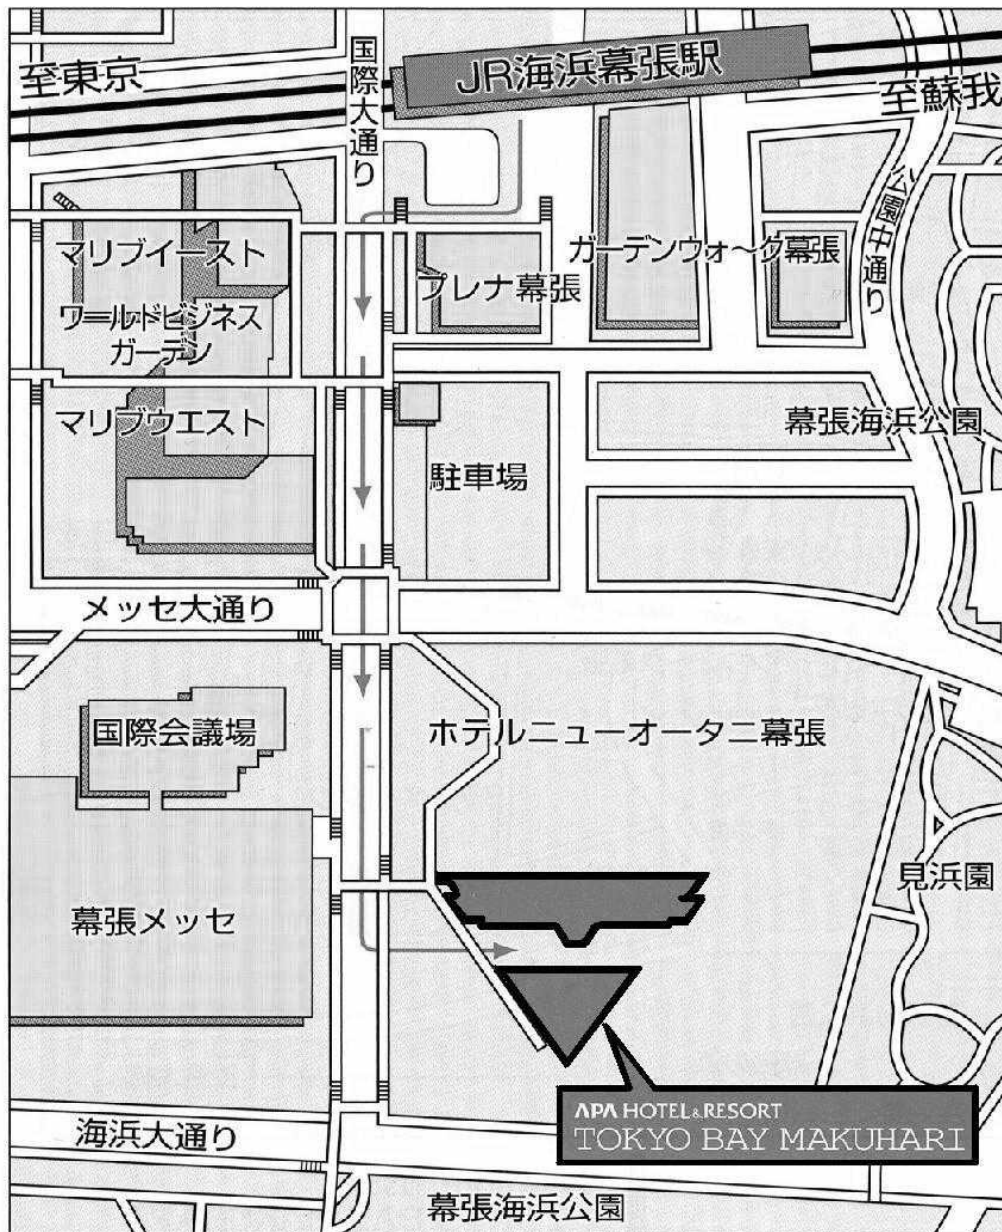 国際大通り
JR海浜幕張駅
至東京
至蘇我
公園中通り
マリブイースト
ガーデンウォ〜ク幕張
プレナ幕張
ワールドビジネス
ガーデン
マリブウエスト
幕張海浜公園
駐車場
メッセ大通り
国際会議場
ホテルニューオータニ幕張
見浜園
幕張メッセ
APA HOTEL&RESORT
TOKYO BAY MAKUHARI
海浜大通り
幕張海浜公園